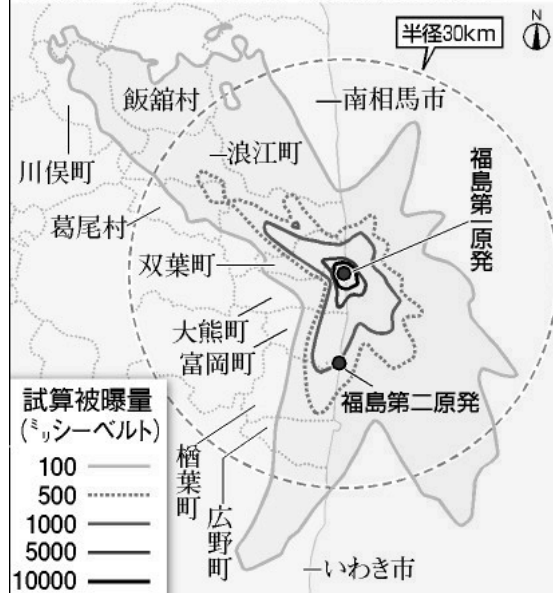 N
半径30km
飯舘村
南相馬市
浪江町
川俣町
福島第一原発
葛尾村
双葉町
大熊町
富岡町
福島第二原発
試算被曝量
(ミリシーベルト)
100
500
1000
5000
10000
楢葉町
広野町
いわき市